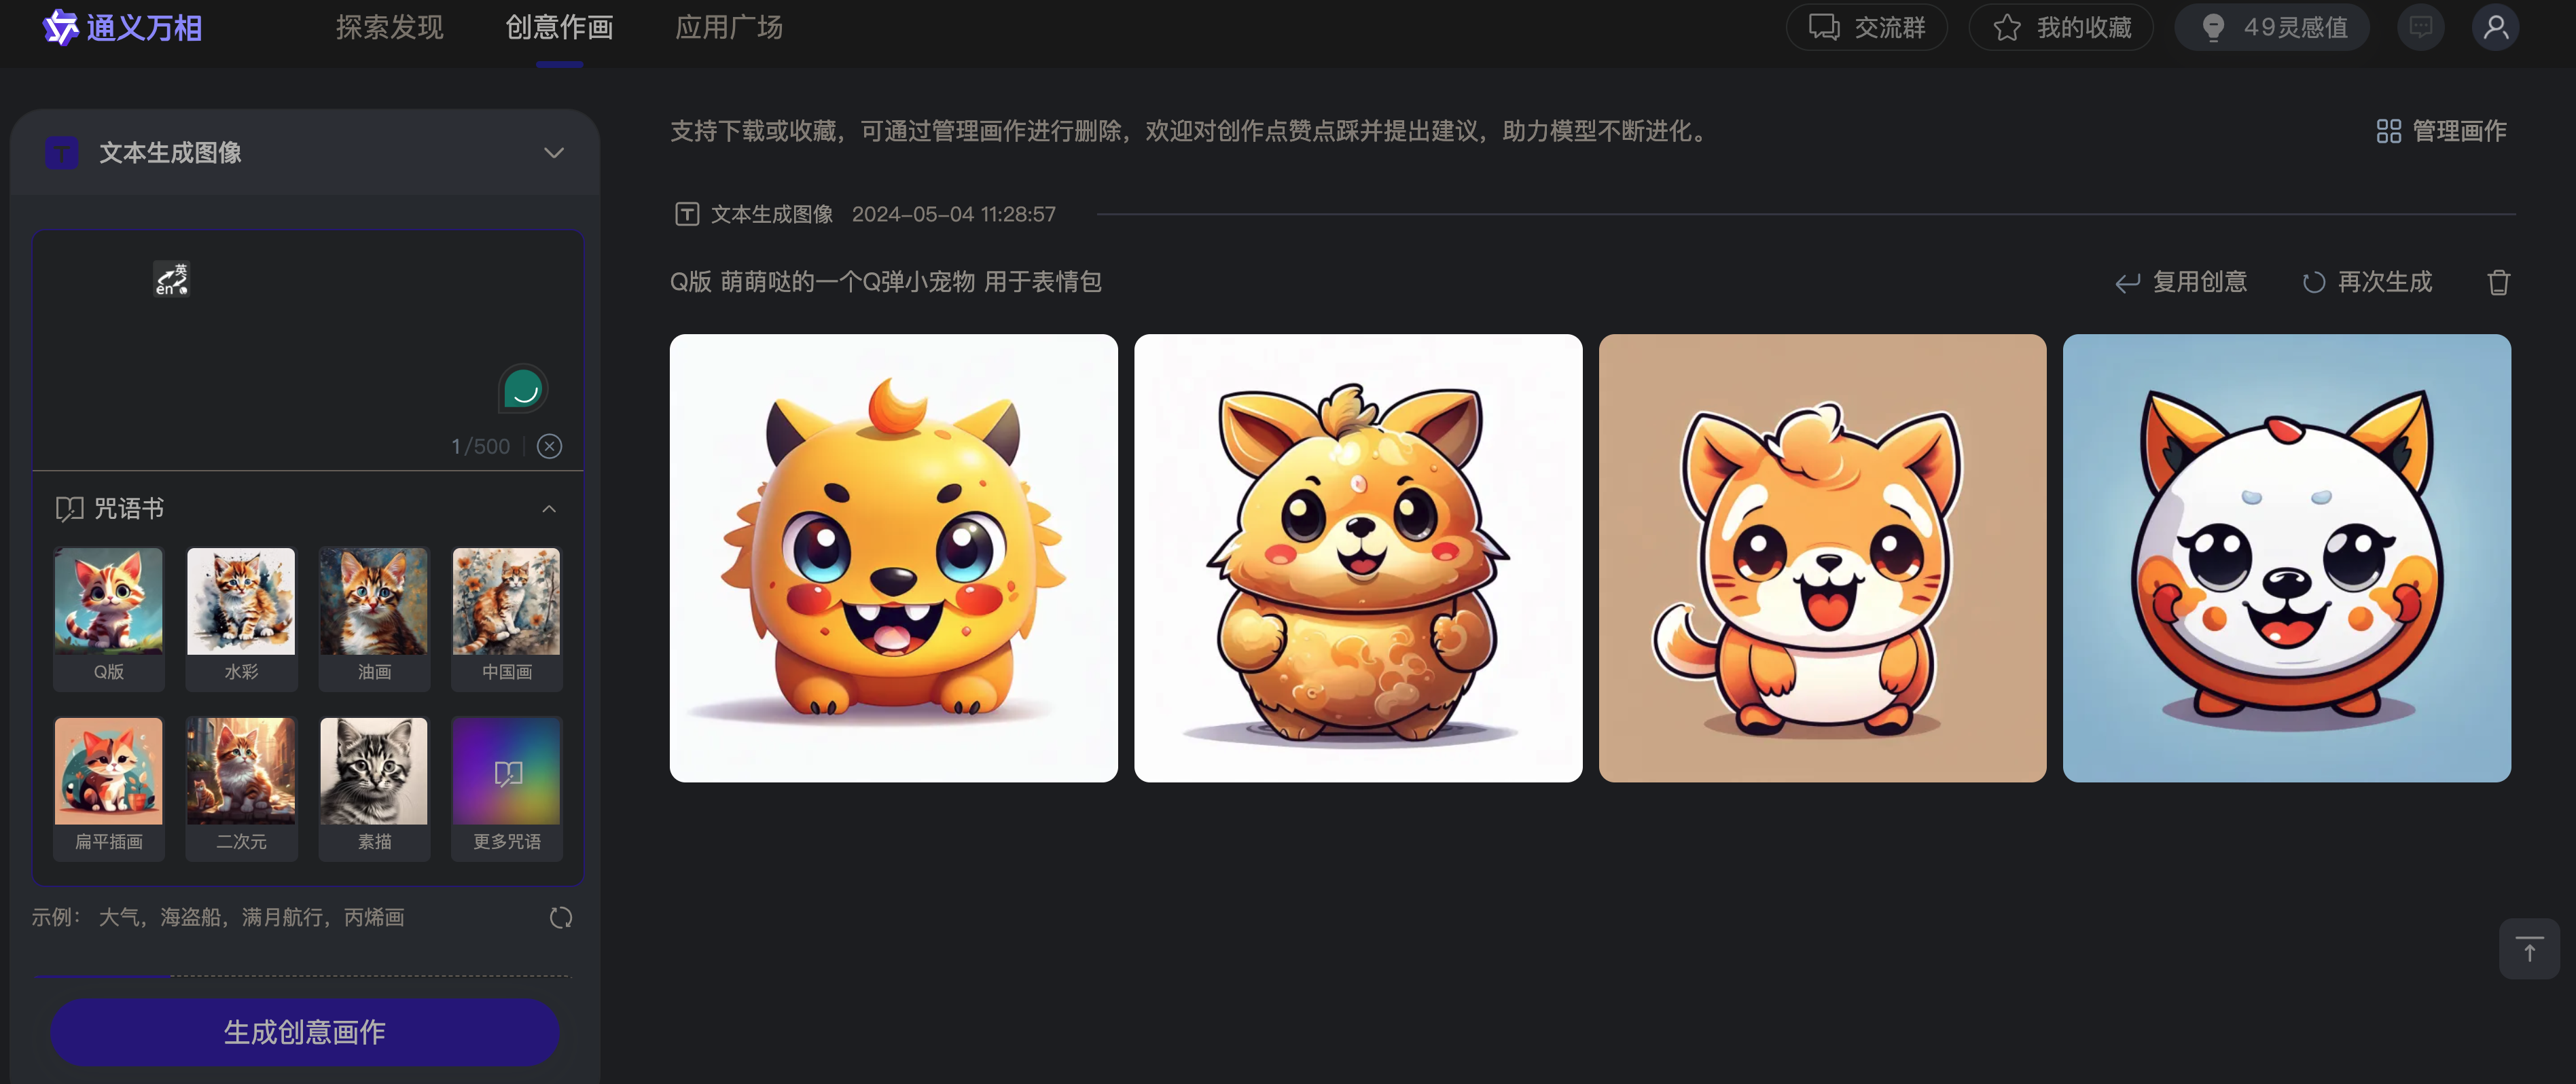 通义万相
探索发现
创意作画
应用广场
交流群
我的收藏
49灵感值
文本生成图像
英
en
1/500
咒语书
Q版
水彩
油画
中国画
扁平插画
二次元
素描
更多咒语
示例： 大气，海盗船，满月航行，丙烯画
生成创意画作
支持下载或收藏，可通过管理画作进行删除，欢迎对创作点赞点踩并提出建议，助力模型不断进化。
管理画作
文本生成图像 2024-05-04 11:28:57
Q版 萌萌哒的一个Q弹小宠物 用于表情包
复用创意
再次生成